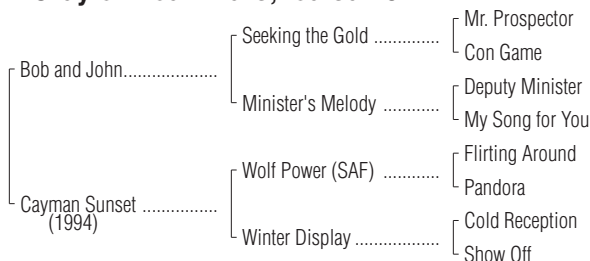 Seeking the Gold ..............
Mr. Prospector
Con Game
Bob and John....................
Minister's Melody ............
Deputy Minister
My Song for You
Wolf Power (SAF) ............
Flirting Around
Pandora
Cayman Sunset ................
(1994)
Winter Display ..................
Cold Reception
Show Off